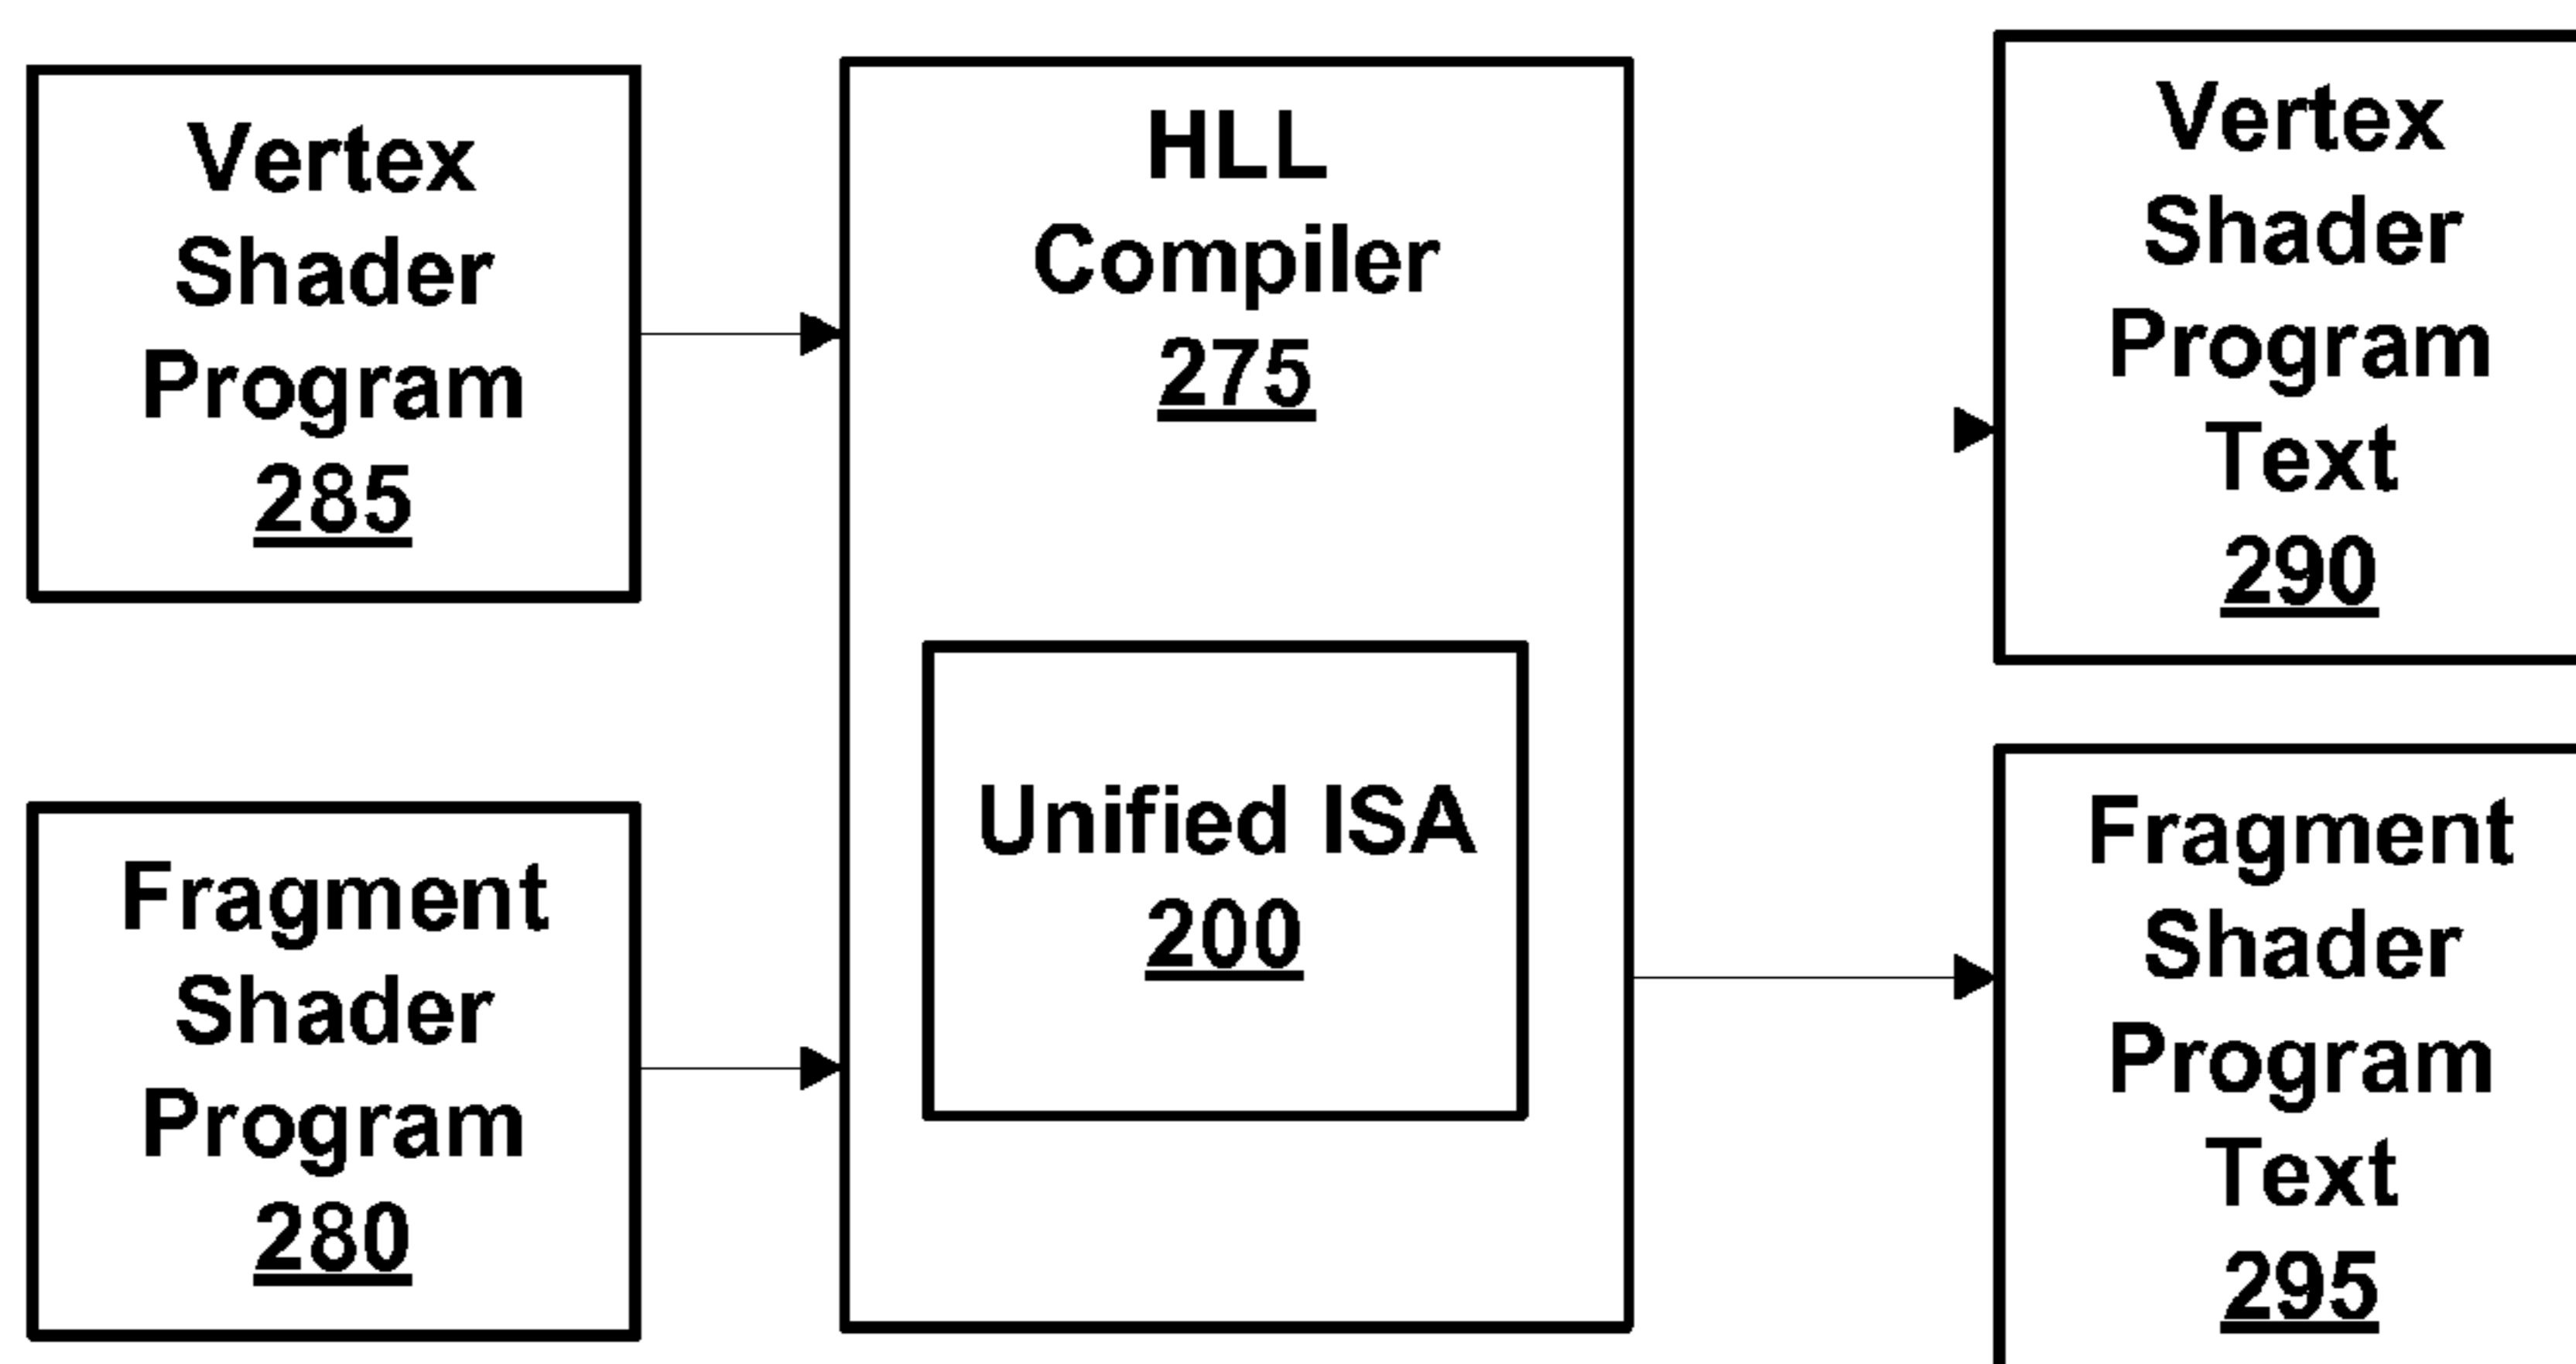 Vertex
Shader
Program
285
HLL
Compiler
275
Vertex
Shader
Program
Text
290
Fragment
Shader
Program
280
Unified ISA
200
Fragment
Shader
Program
Text
295